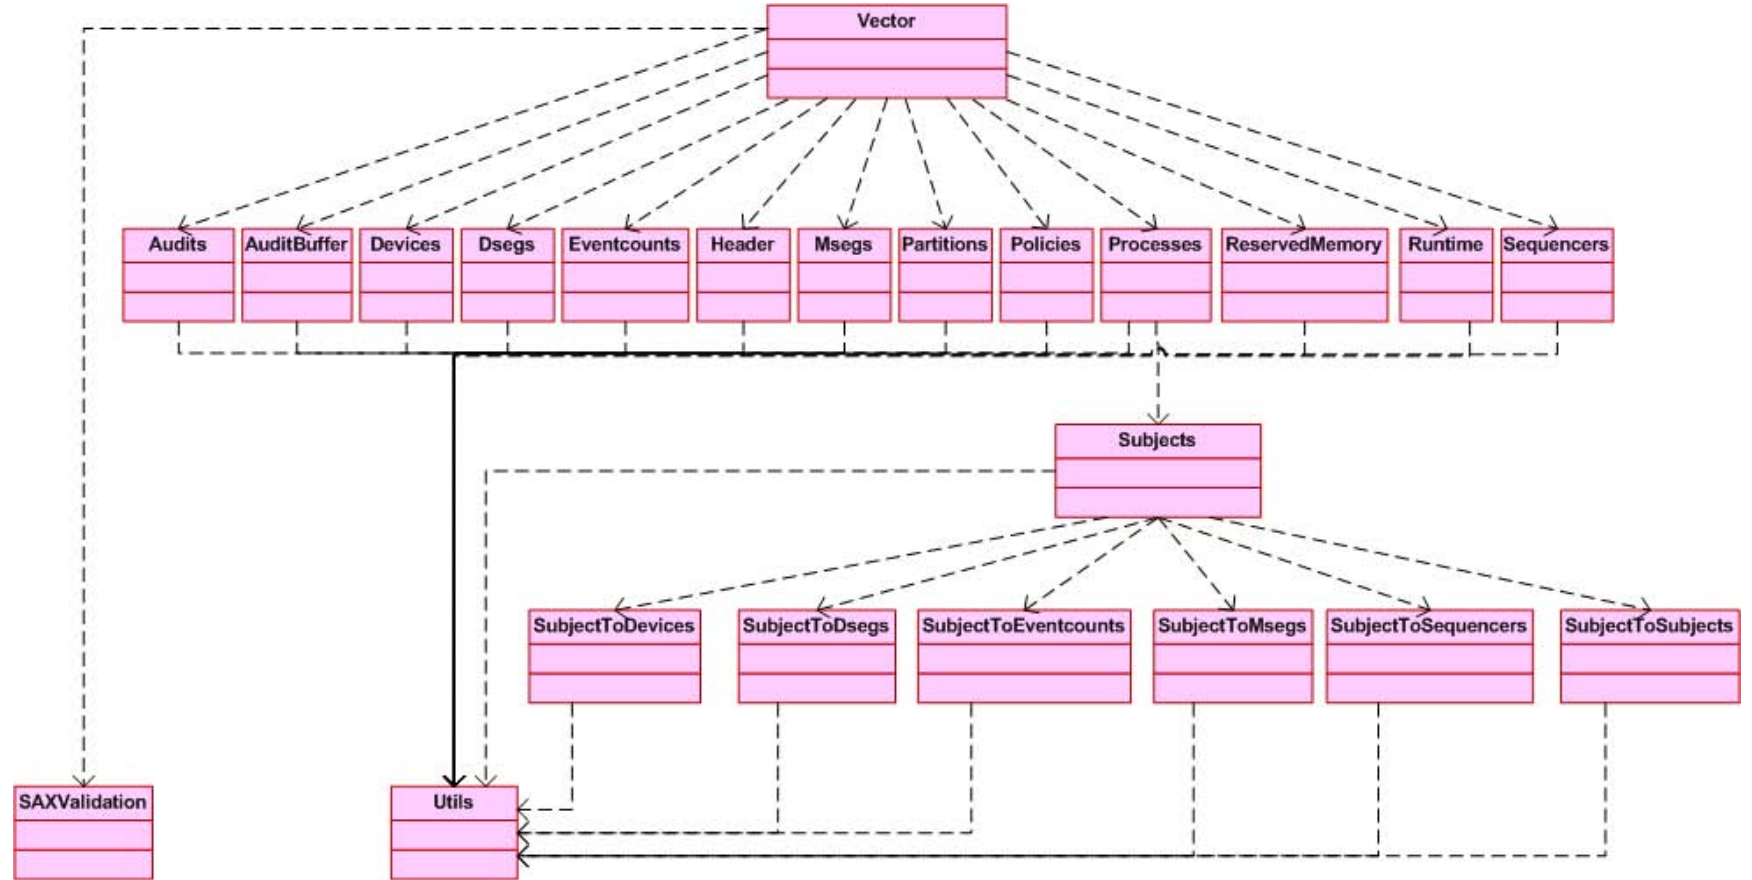 Vector
Audits
AuditBuffer
Devices
Dsegs
Eventcounts
Header
Msegs
Partitions
Policies
Processes
ReservedMemory
Runtime
Sequencers
Subjects
SubjectToDevices
SubjectToDsegs
SubjectToEventcounts
SubjectToMsegs
SubjectToSequencers
SubjectToSubjects
SAXValidation
Utils